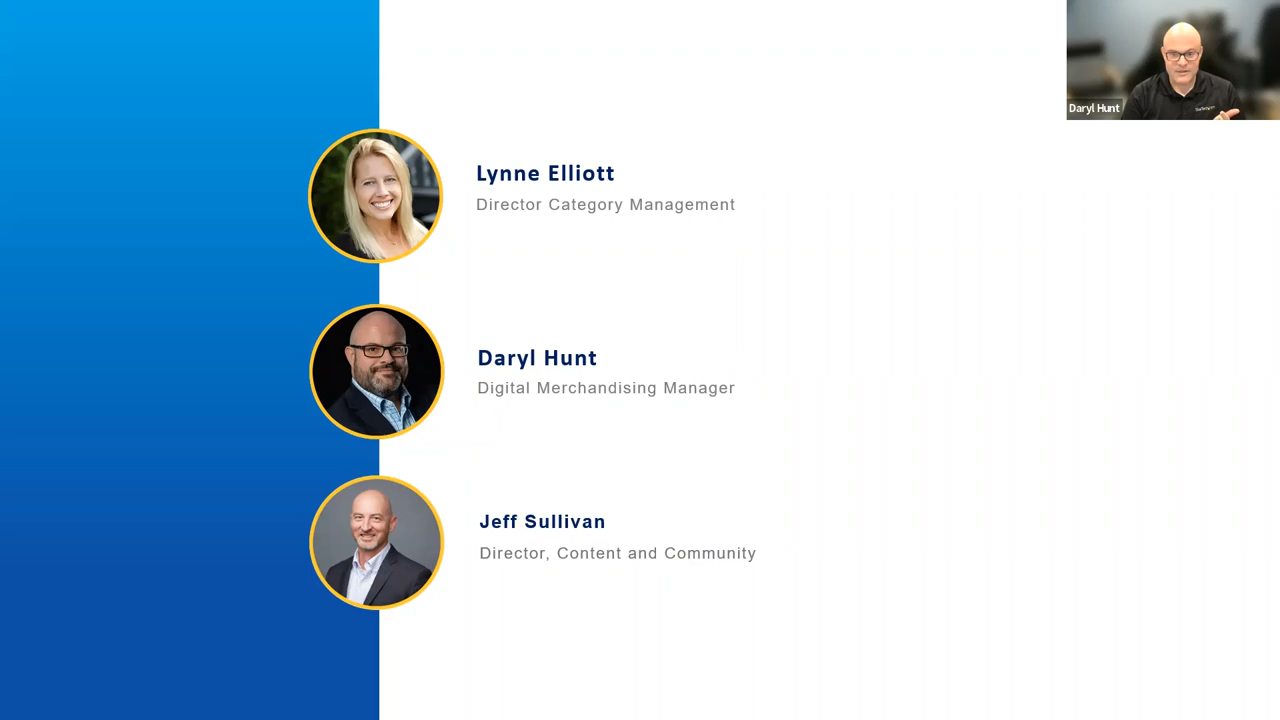 Daryl Hunt
Lynne Elliott
Director Category Management
Daryl Hunt
Digital Merchandising Manager
Jeff Sullivan
Director, Content and Community